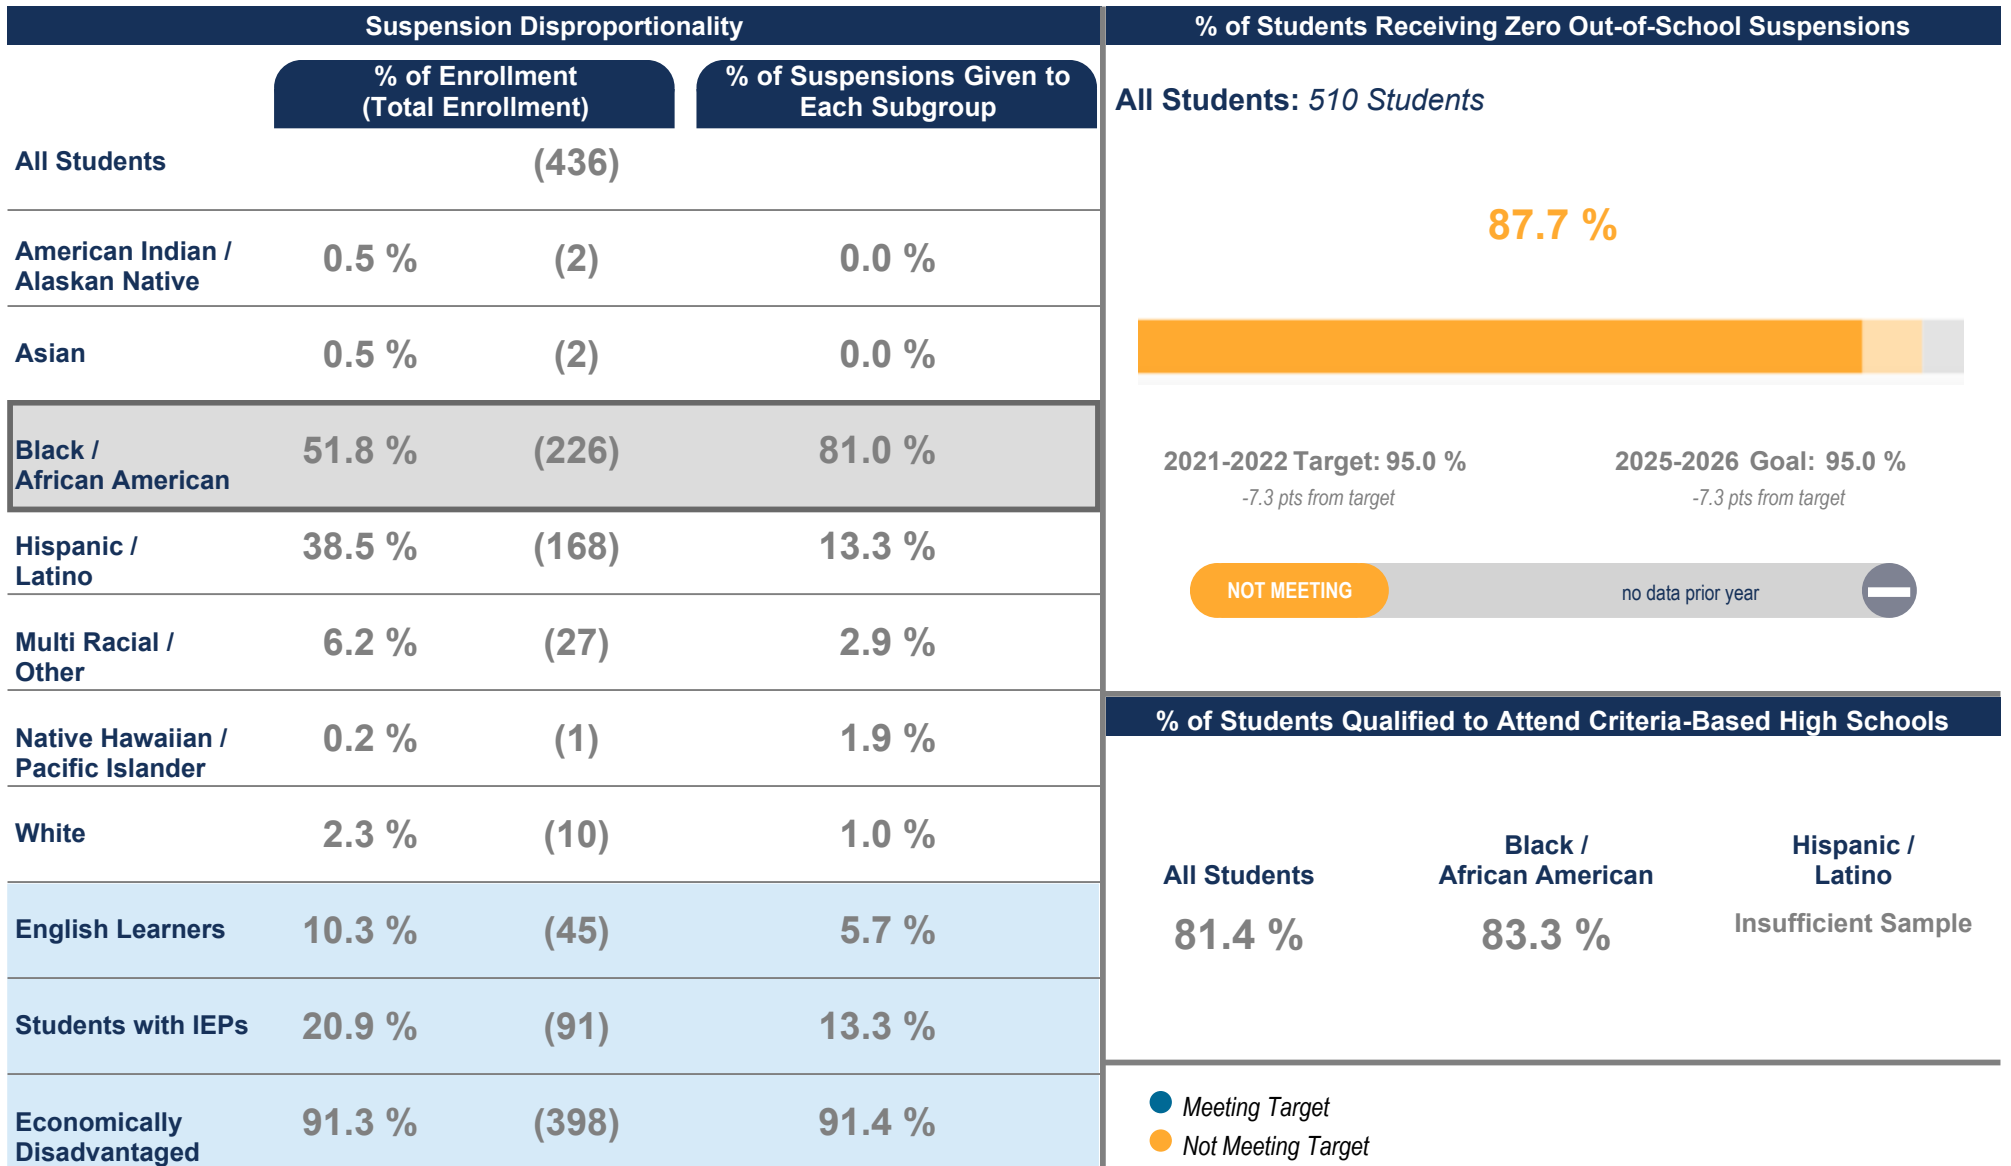 Suspension Disproportionality
% of Enrollment
(Total Enrollment)
% of Suspensions Given to
Each Subgroup
All Students (436)
American Indian /
Alaskan Native
0.5 % (2) 0.0 %
Asian 0.5 % (2) 0.0 %
Black /
African American
51.8 % (226) 81.0 %
Hispanic /
Latino
38.5 % (168) 13.3 %
Multi Racial /
Other
6.2 % (27) 2.9 %
Native Hawaiian /
Pacific Islander
0.2 % (1) 1.9 %
White 2.3 % (10) 1.0 %
English Learners 10.3 % (45) 5.7 %
Students with IEPs 20.9 % (91) 13.3 %
Economically
Disadvantaged
91.3 % (398) 91.4 %
% of Students Receiving Zero Out-of-School Suspensions
All Students: 510 Students
87.7 %
2021-2022 Target: 95.0 %
-7.3 pts from target
2025-2026 Goal: 95.0 %
-7.3 pts from target
NOT MEETING
no data prior year
% of Students Qualified to Attend Criteria-Based High Schools
All Students
81.4 %
Black /
African American
83.3 %
Hispanic /
Latino
Insufficient Sample
Meeting Target
Not Meeting Target